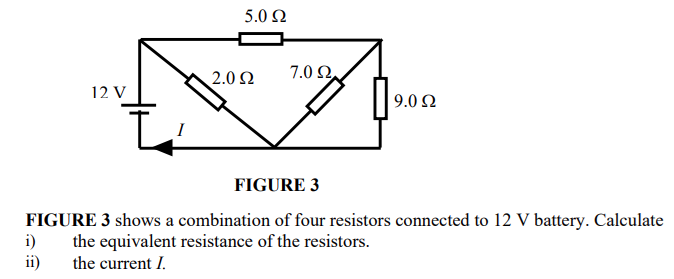 5.0 Ω
2.0 Ω
7.0 Ω
12 V
9.0 Ω
I
FIGURE 3
FIGURE 3 shows a combination of four resistors connected to 12 V battery. Calculate
i) the equivalent resistance of the resistors.
ii) the current I.